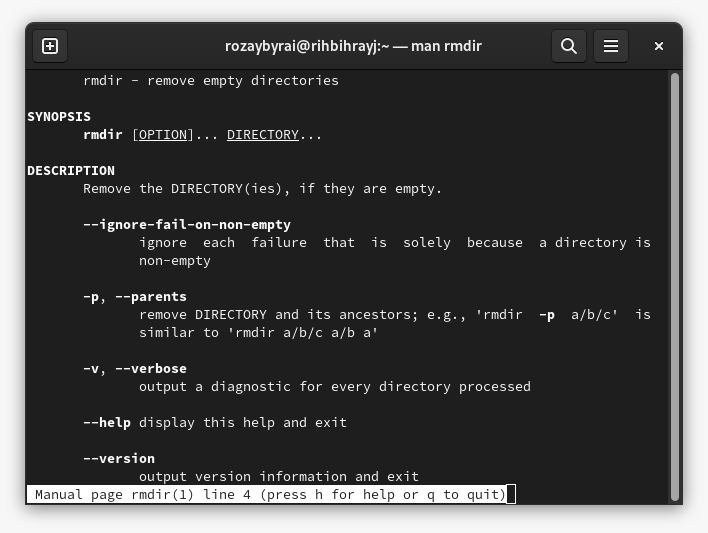 rozaybyrai@rihbihrayj:~ — man rmdir
rmdir - remove empty directories
SYNOPSIS
rmdir [OPTION]... DIRECTORY...
DESCRIPTION
Remove the DIRECTORY(ies), if they are empty.
--ignore-fail-on-non-empty
ignore each failure that is solely because a directory is
non-empty
-p, --parents
remove DIRECTORY and its ancestors; e.g., 'rmdir -p a/b/c' is
similar to 'rmdir a/b/c a/b a'
-v, --verbose
output a diagnostic for every directory processed
--help display this help and exit
--version
output version information and exit
Manual page rmdir(1) line 4 (press h for help or q to quit)